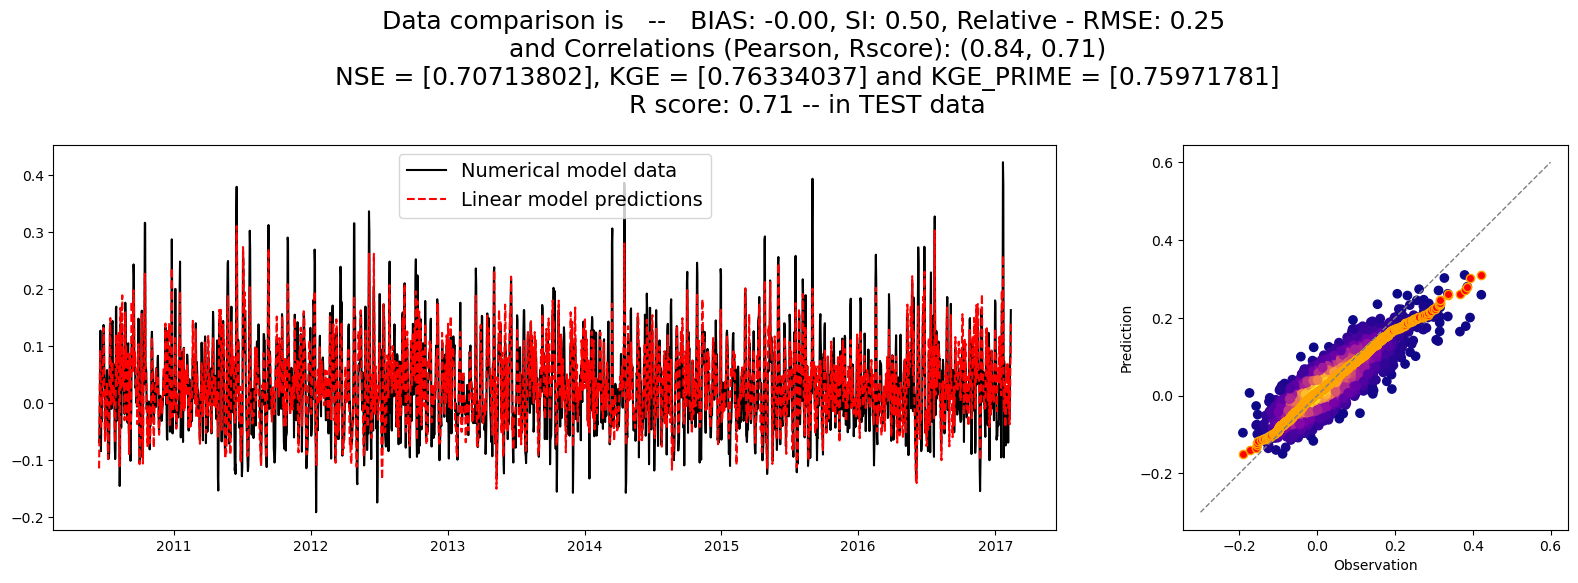 Data comparison is   --   BIAS: -0.00, SI: 0.50, Relative - RMSE: 0.25
and Correlations (Pearson, Rscore): (0.84, 0.71)
NSE = [0.70713802], KGE = [0.76334037] and KGE_PRIME = [0.75971781]
R score: 0.71 -- in TEST data
Numerical model data
Linear model predictions
0.4
0.3
0.2
0.1
0.0
−0.1
−0.2
2011 2012 2013 2014 2015 2016 2017
Prediction
0.6
0.4
0.2
0.0
−0.2
−0.2 0.0 0.2 0.4 0.6
Observation